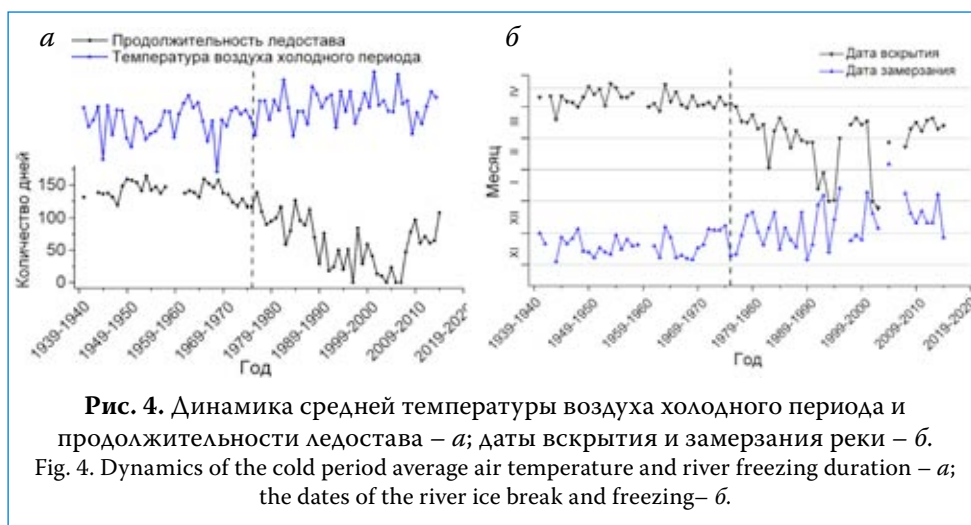 а
Продолжительность ледостава
Температура воздуха холодного периода
Количество дней
150
100
50
0
1939-1940
1949-1950
1959-1960
1969-1970
1979-1980
1989-1990
1999-2000
2009-2010
2019-202
Год
б
Дата вскрытия
Дата замерзания
Месяц
IV
III
II
I
XII
XI
1939-1940
1949-1950
1959-1960
1969-1970
1979-1980
1989-1990
1999-2000
2009-2010
2019-202
Год
Рис. 4. Динамика средней температуры воздуха холодного периода и
продолжительности ледостава – а; даты вскрытия и замерзания реки – б.
Fig. 4. Dynamics of the cold period average air temperature and river freezing duration – а;
the dates of the river ice break and freezing– б.